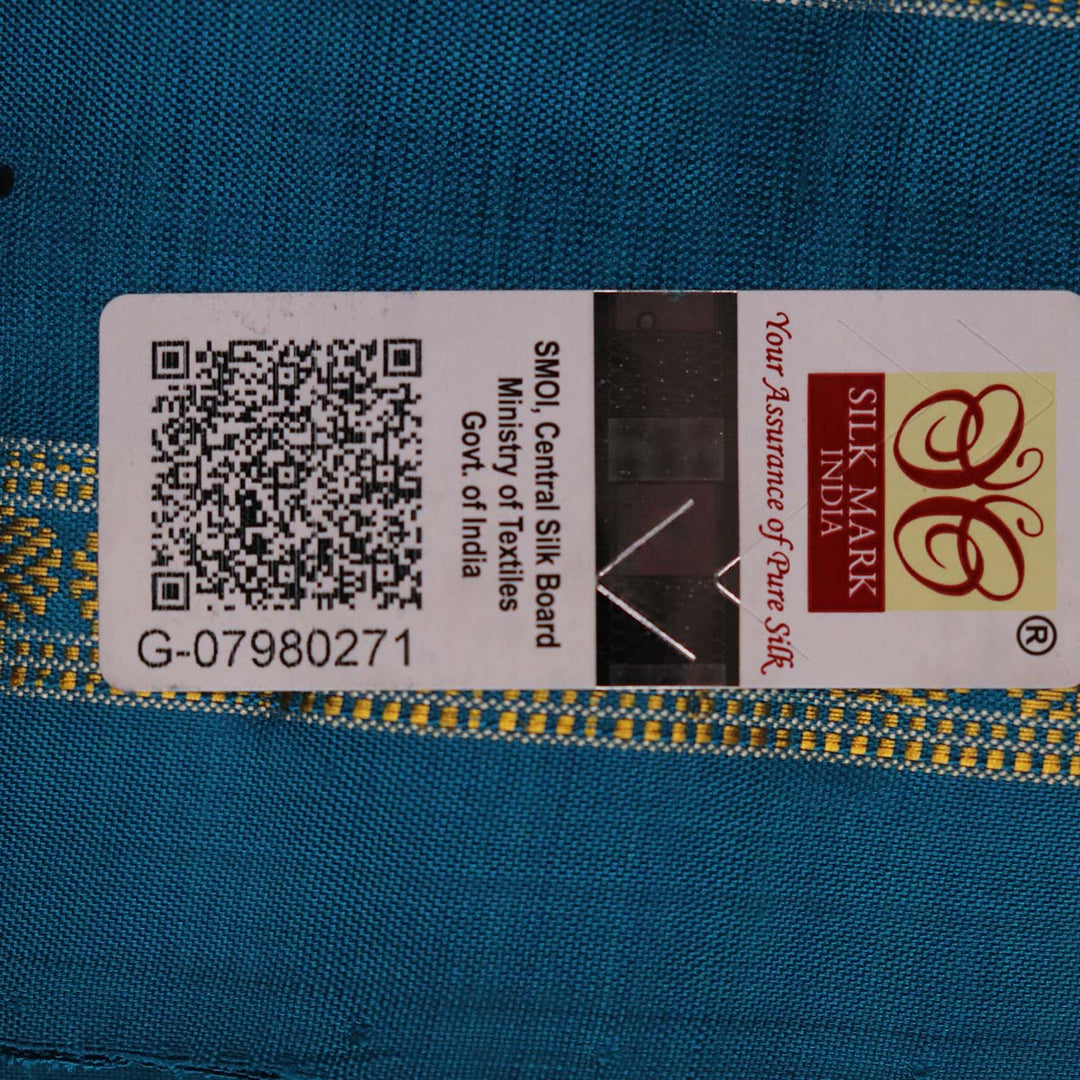 SMOI, Central Silk Board
Ministry of Textiles
Govt. of India
G-07980271
Your Assurance of Pure Silk
SILK MARK
INDIA
®